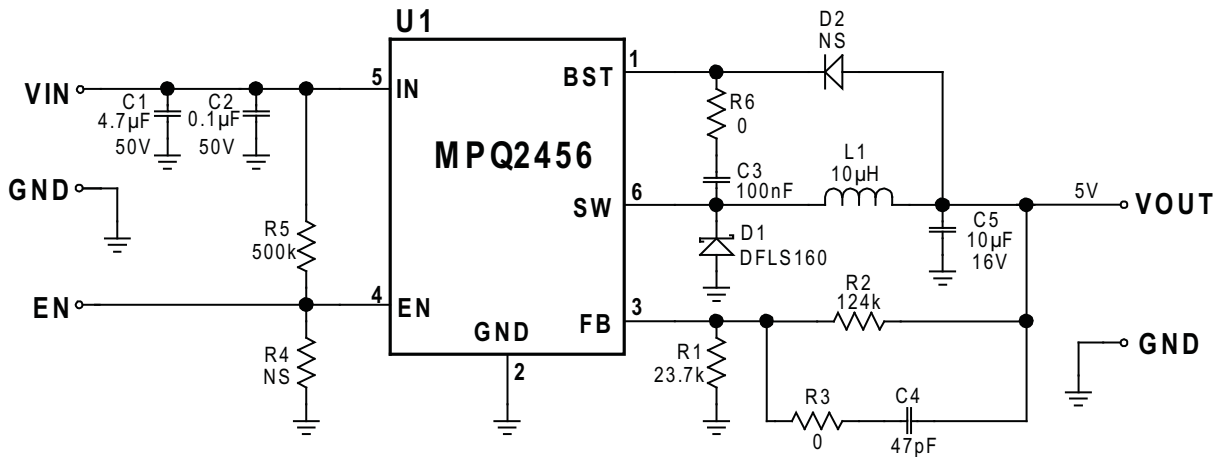 U1
D2
NS
1
BST
5
IN
VIN
C1
4.7µF
50V
C2
0.1µF
50V
R6
0
MPQ2456
C3
100nF
L1
10µH
GND
6
SW
5V
VOUT
C5
10µF
16V
R5
500k
D1
DFLS160
R2
124k
EN
4
EN
3
FB
GND
2
GND
R4
NS
R1
23.7k
R3
0
C4
47pF